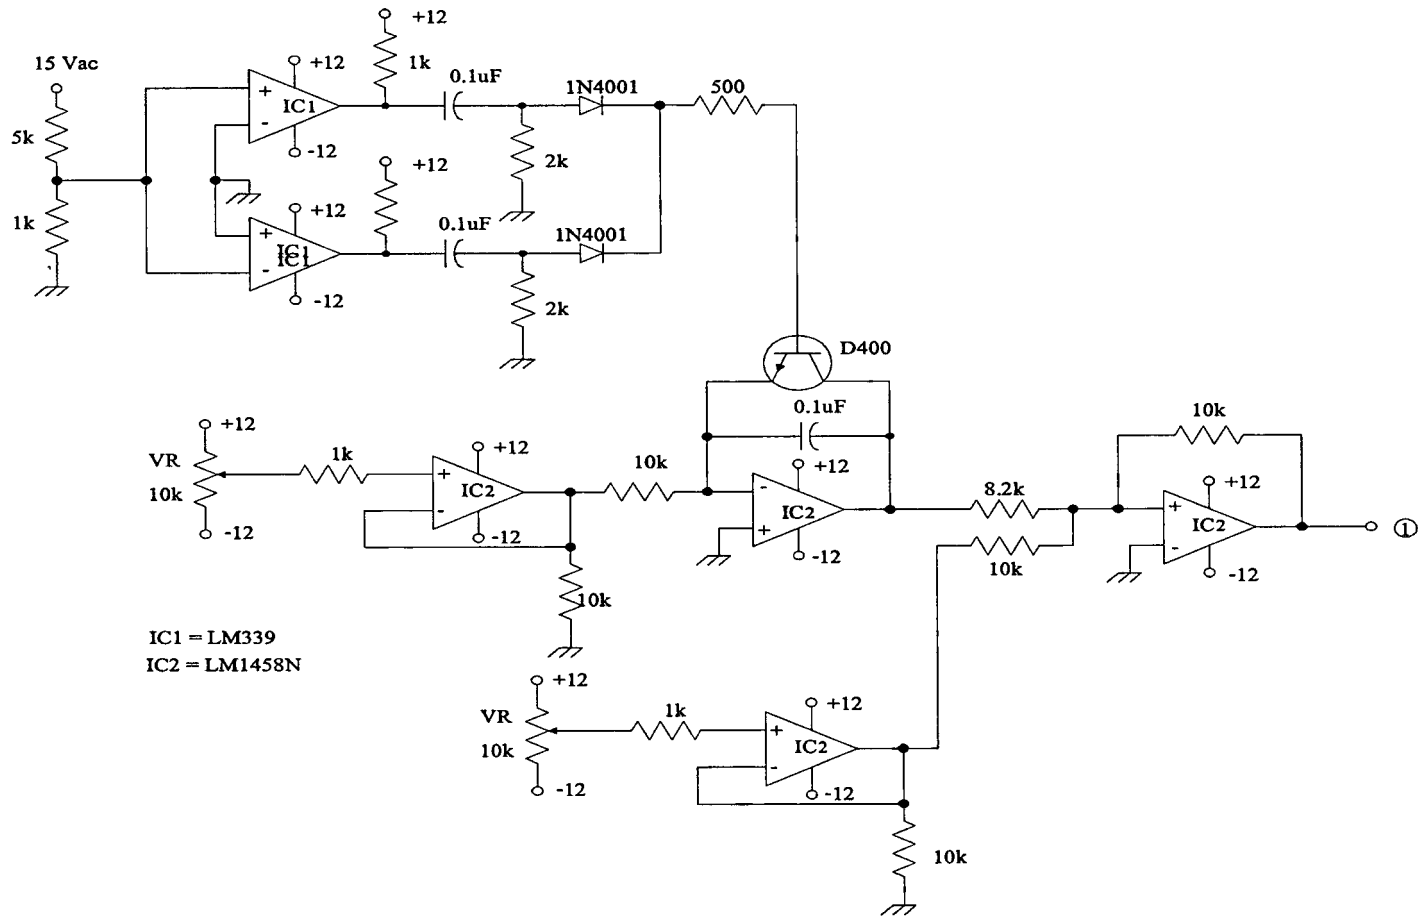 +12
15 Vac
+12
1k
0.1uF
1N4001
500
+
IC1
-
5k
-12
+12
2k
1k
+12
0.1uF
1N4001
+
IC1
-
-12
2k
D400
0.1uF
10k
+12
VR
10k
-12
1k
+12
+
IC2
-
-12
10k
+12
-
IC2
+
-12
8.2k
10k
+12
+
IC2
-
-12
1
10k
IC1 = LM339
IC2 = LM1458N
+12
VR
10k
-12
1k
+12
+
IC2
-
-12
10k